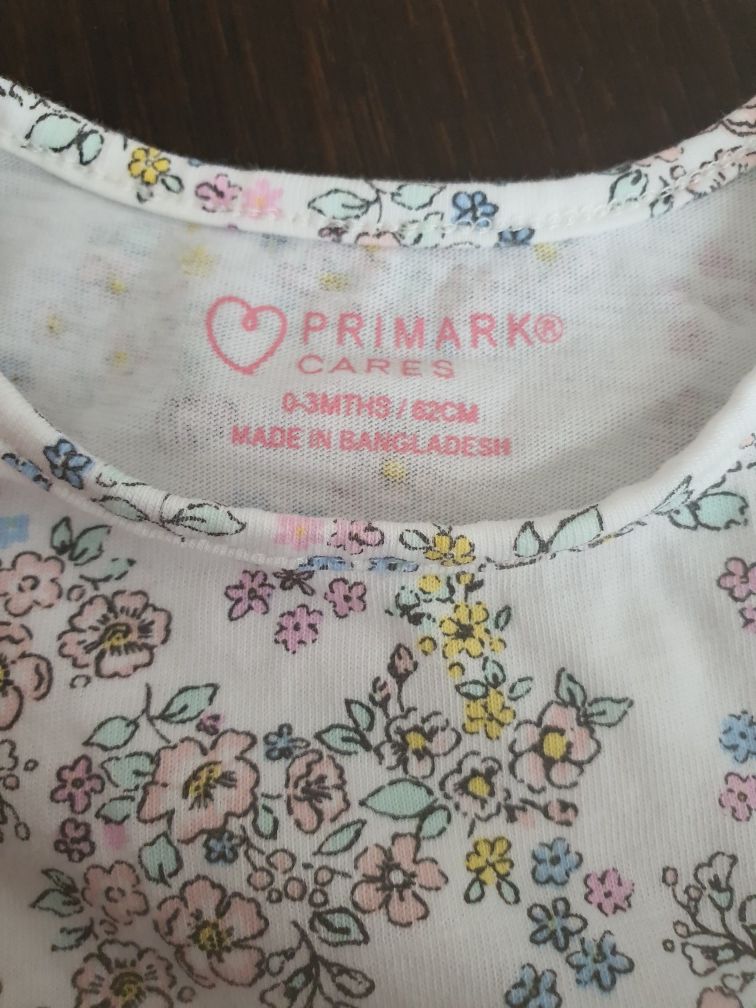 PRIMARK®
CARES
0-3MTHS / 62CM
MADE IN BANGLADESH